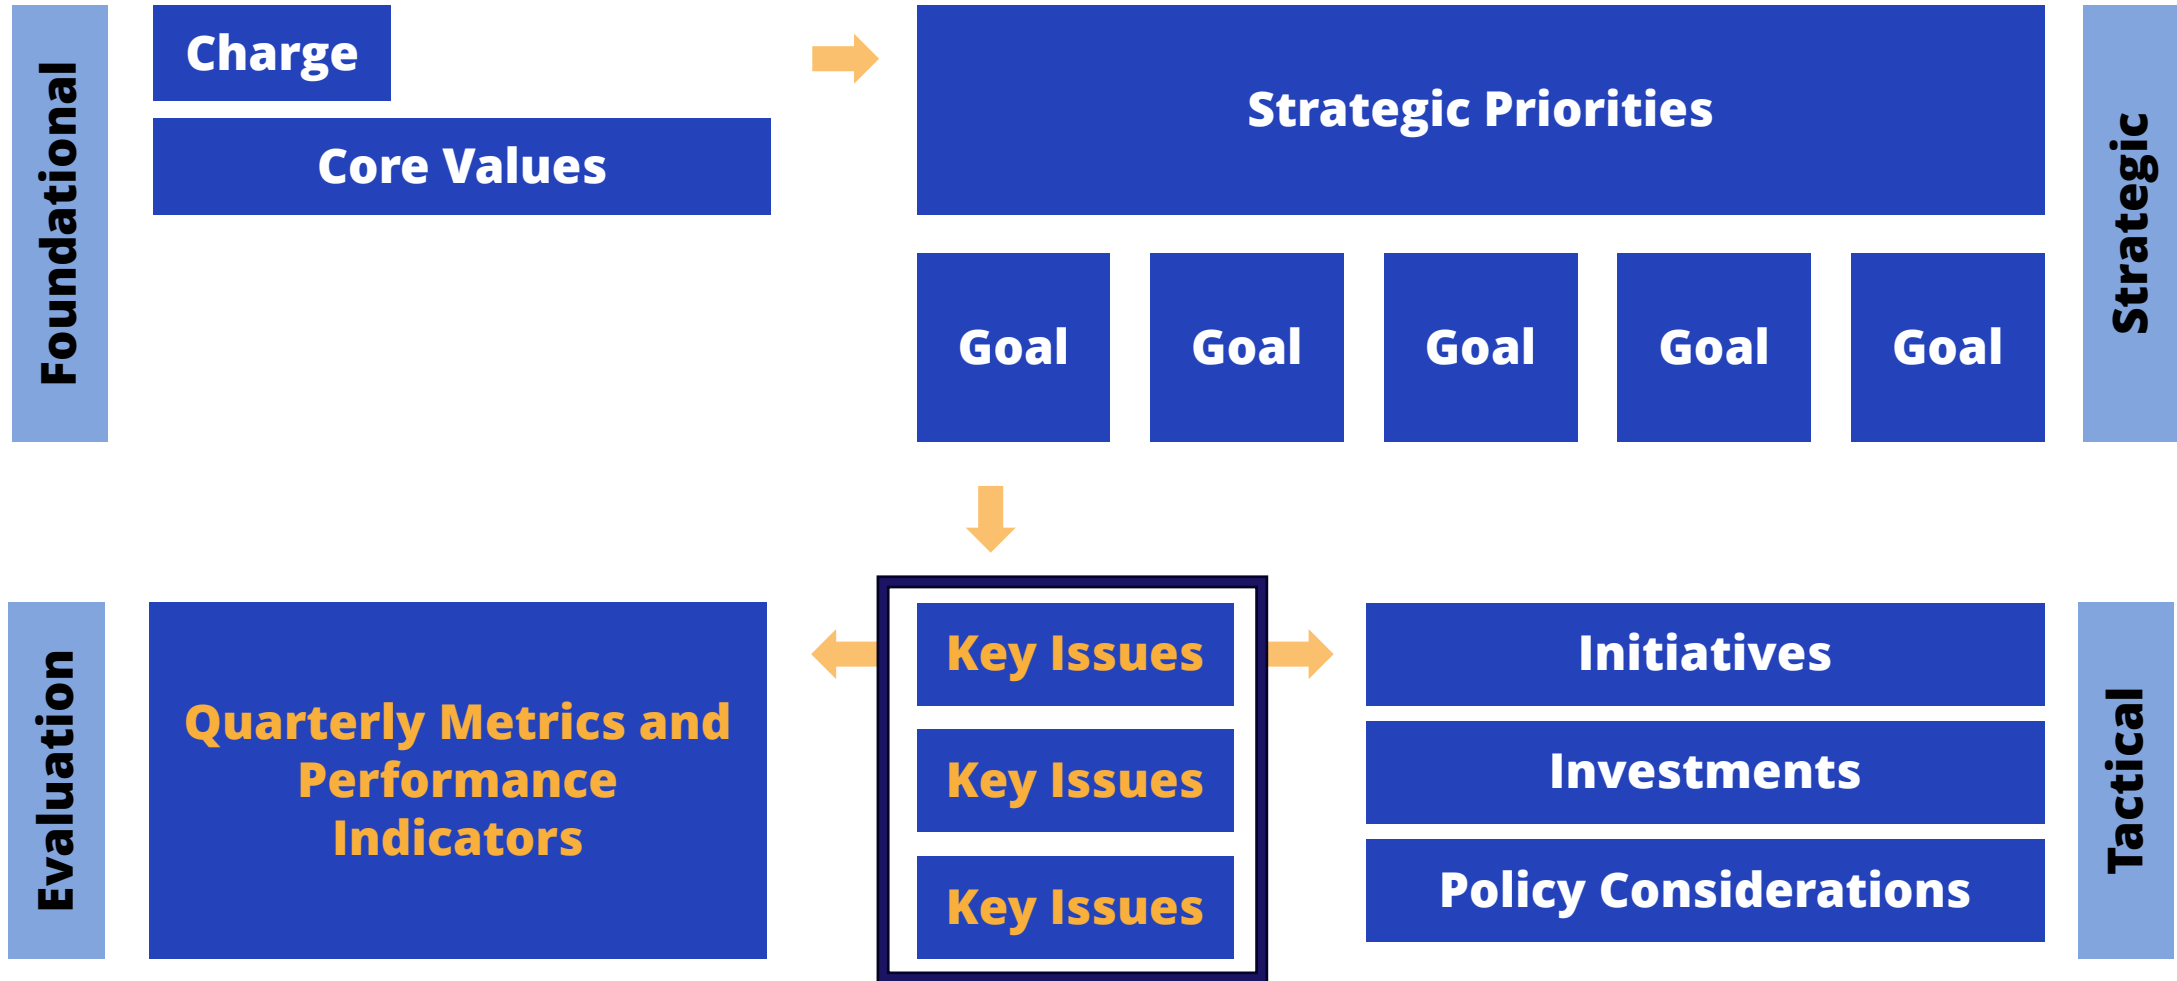 Foundational
Charge
Core Values
Strategic Priorities
Goal
Goal
Goal
Goal
Goal
Strategic
Evaluation
Quarterly Metrics and
Performance
Indicators
Key Issues
Key Issues
Key Issues
Initiatives
Investments
Policy Considerations
Tactical